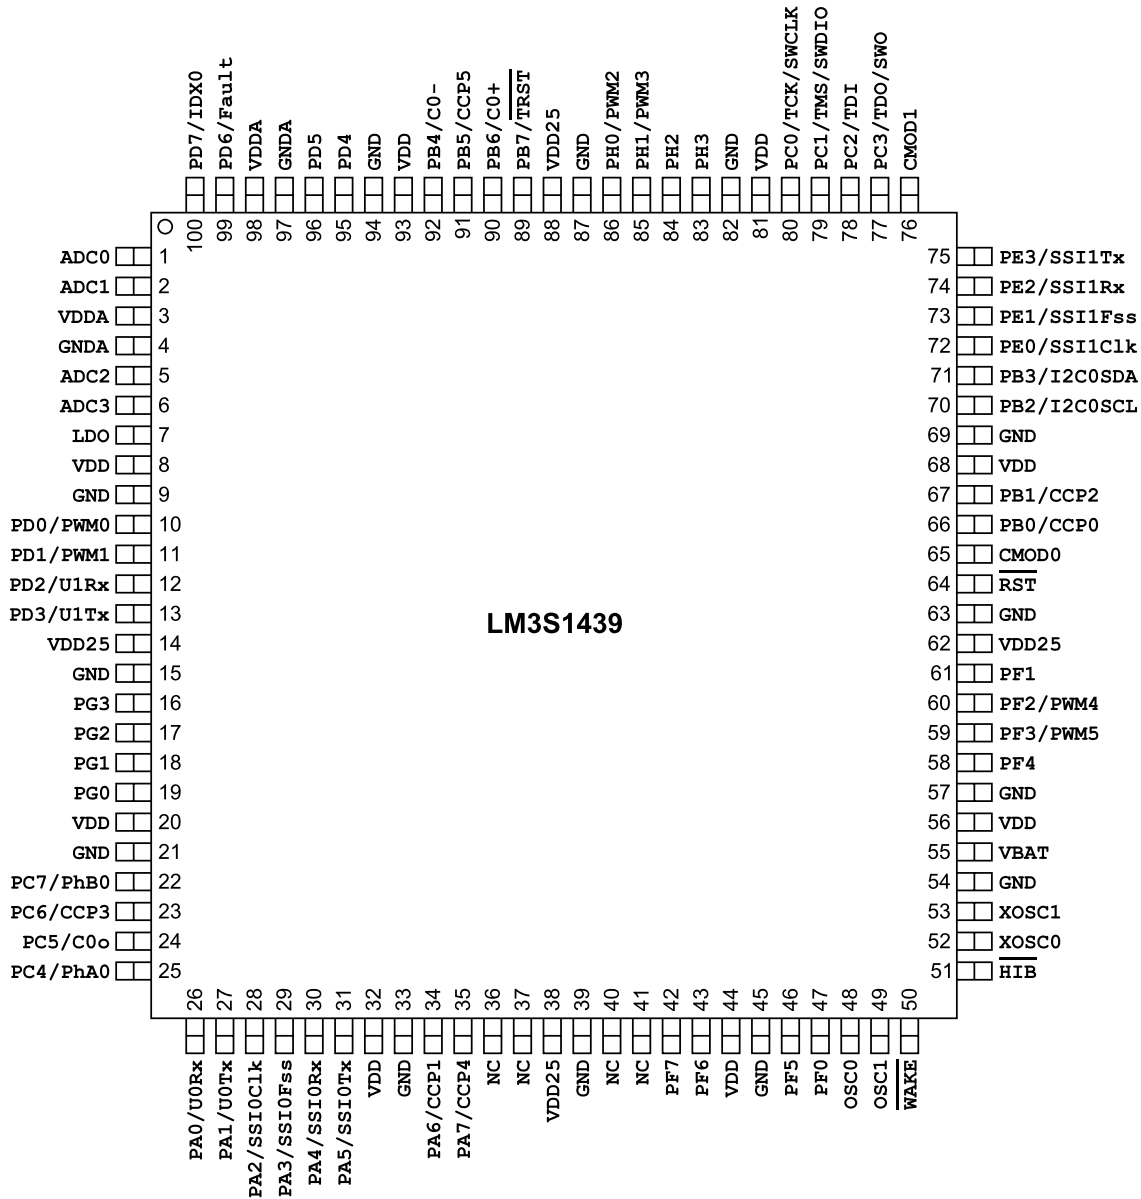 PD7/IDX0
PD6/Fault
VDDA
GNDA
PD5
PD4
GND
VDD
PB4/C0-
PB5/CCP5
PB6/C0+
PB7/TRST
VDD25
GND
PH0/PWM2
PH1/PWM3
PH2
PH3
GND
VDD
PC0/TCK/SWCLK
PC1/TMS/SWDIO
PC2/TDI
PC3/TDO/SWO
CMOD1
100
99
98
97
96
95
94
93
92
91
90
89
88
87
86
85
84
83
82
81
80
79
78
77
76
ADC0 1
ADC1 2
VDDA 3
GNDA 4
ADC2 5
ADC3 6
LDO 7
VDD 8
GND 9
PD0/PWM0 10
PD1/PWM1 11
PD2/U1Rx 12
PD3/U1Tx 13
VDD25 14
GND 15
PG3 16
PG2 17
PG1 18
PG0 19
VDD 20
GND 21
PC7/PhB0 22
PC6/CCP3 23
PC5/C0o 24
PC4/PhA0 25
LM3S1439
75 PE3/SSI1Tx
74 PE2/SSI1Rx
73 PE1/SSI1Fss
72 PE0/SSI1Clk
71 PB3/I2C0SDA
70 PB2/I2C0SCL
69 GND
68 VDD
67 PB1/CCP2
66 PB0/CCP0
65 CMOD0
64 RST
63 GND
62 VDD25
61 PF1
60 PF2/PWM4
59 PF3/PWM5
58 PF4
57 GND
56 VDD
55 VBAT
54 GND
53 XOSC1
52 XOSC0
51 HIB
26
27
28
29
30
31
32
33
34
35
36
37
38
39
40
41
42
43
44
45
46
47
48
49
50
PA0/U0Rx
PA1/U0Tx
PA2/SSI0Clk
PA3/SSI0Fss
PA4/SSI0Rx
PA5/SSI0Tx
VDD
GND
PA6/CCP1
PA7/CCP4
NC
NC
VDD25
GND
NC
NC
PF7
PF6
VDD
GND
PF5
PF0
OSC0
OSC1
WAKE